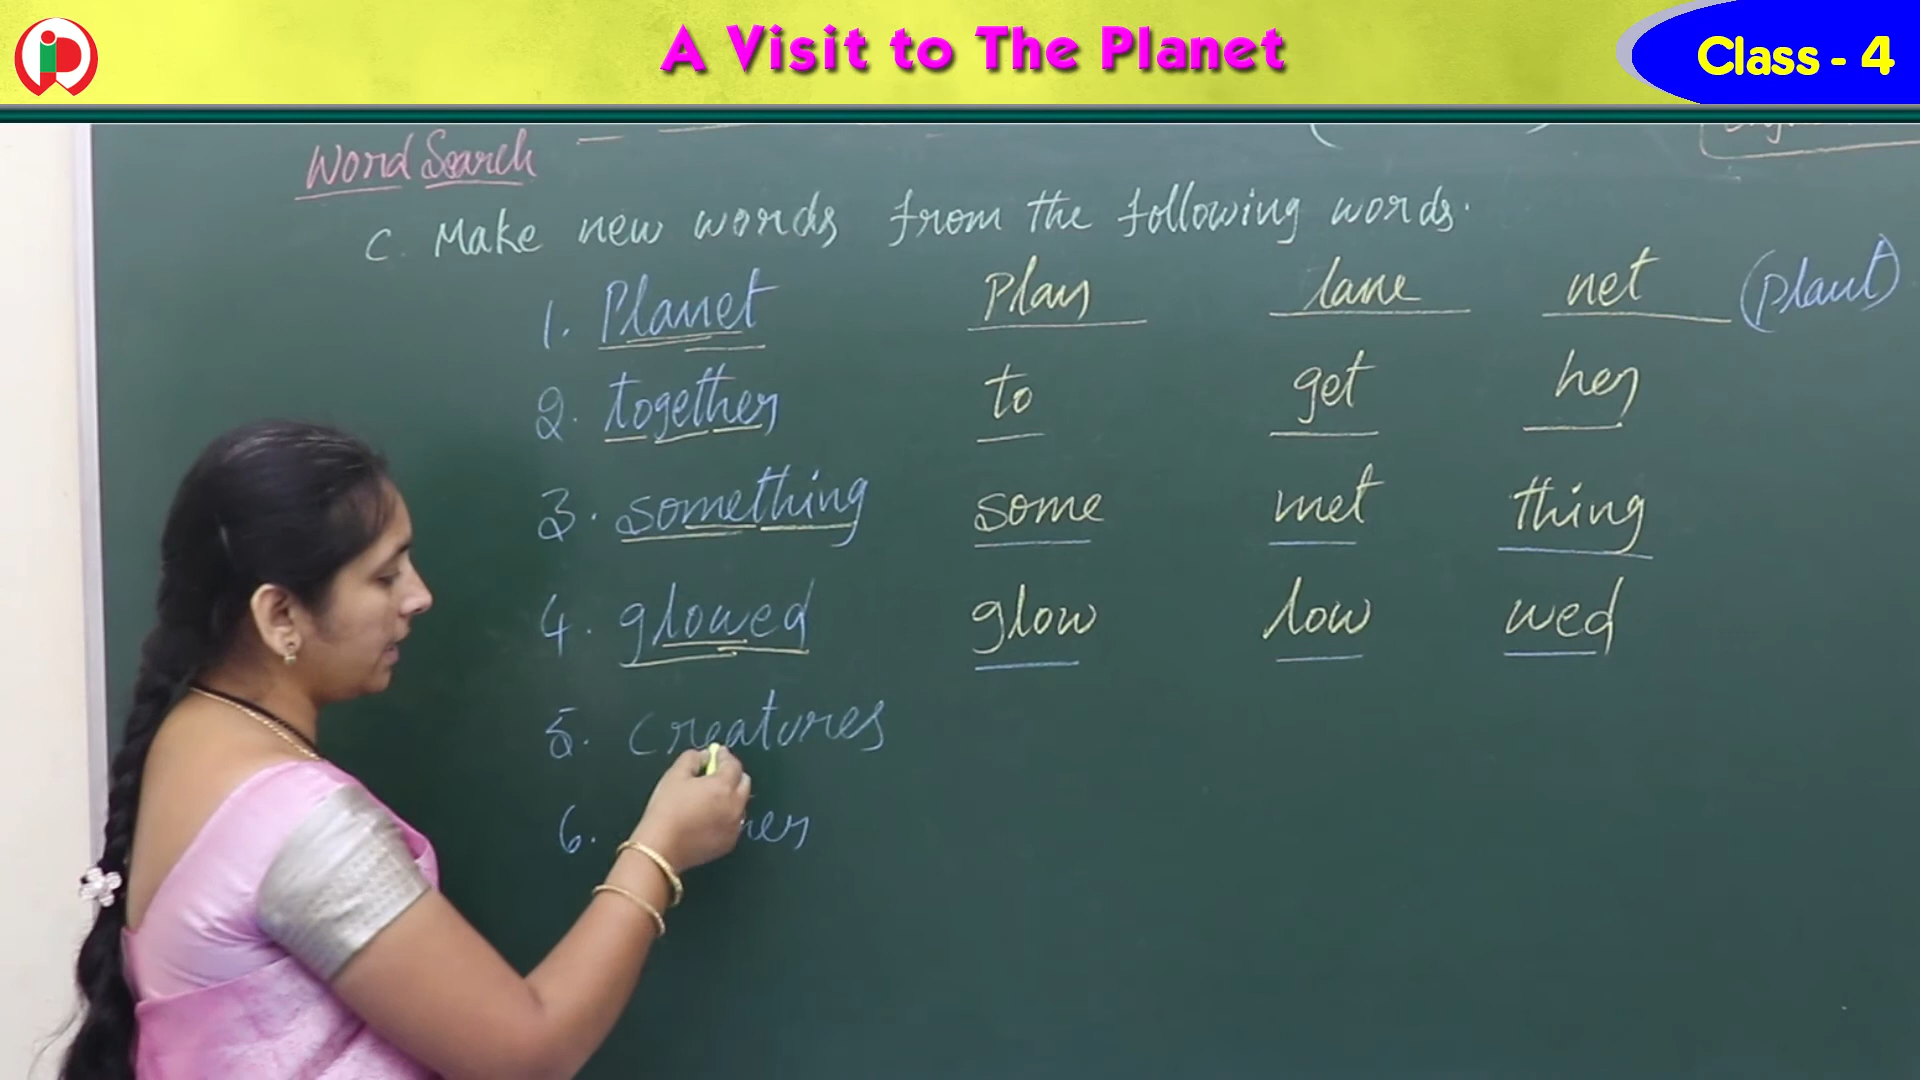 A Visit to The Planet
Class - 4
Word Search
C. Make new words from the following words.
1. Planet Plan lane net (plant)
2. together to get her
3. something some met thing
4. glowed glow low wed
5. creatures
6.